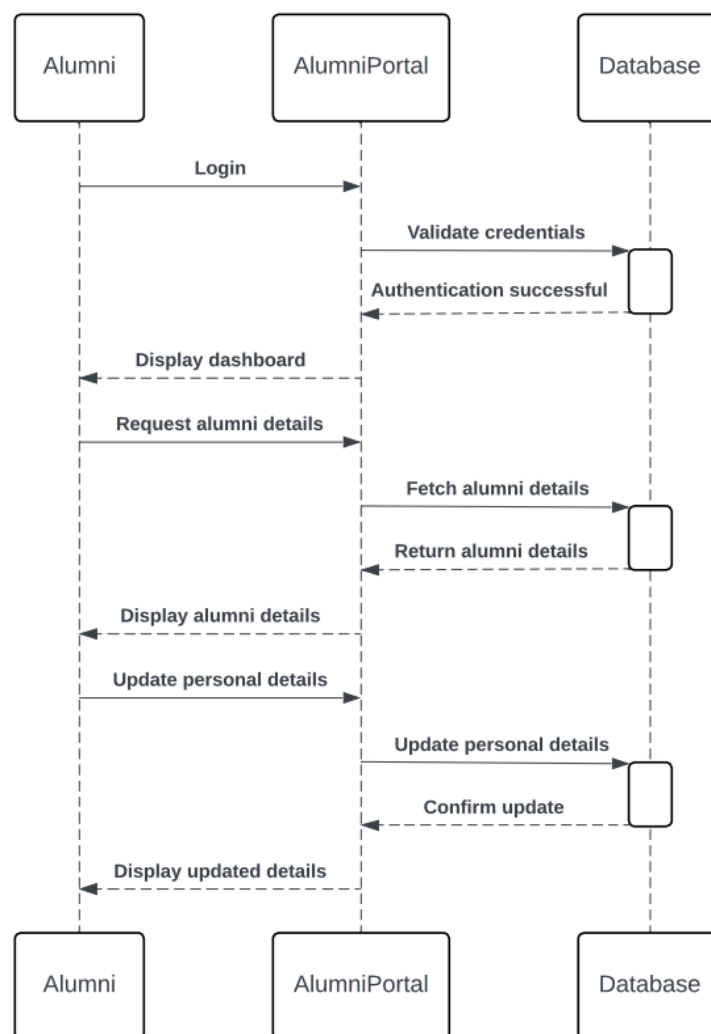 Alumni
AlumniPortal
Database
Login
Validate credentials
Authentication successful
Display dashboard
Request alumni details
Fetch alumni details
Return alumni details
Display alumni details
Update personal details
Update personal details
Confirm update
Display updated details
Alumni
AlumniPortal
Database